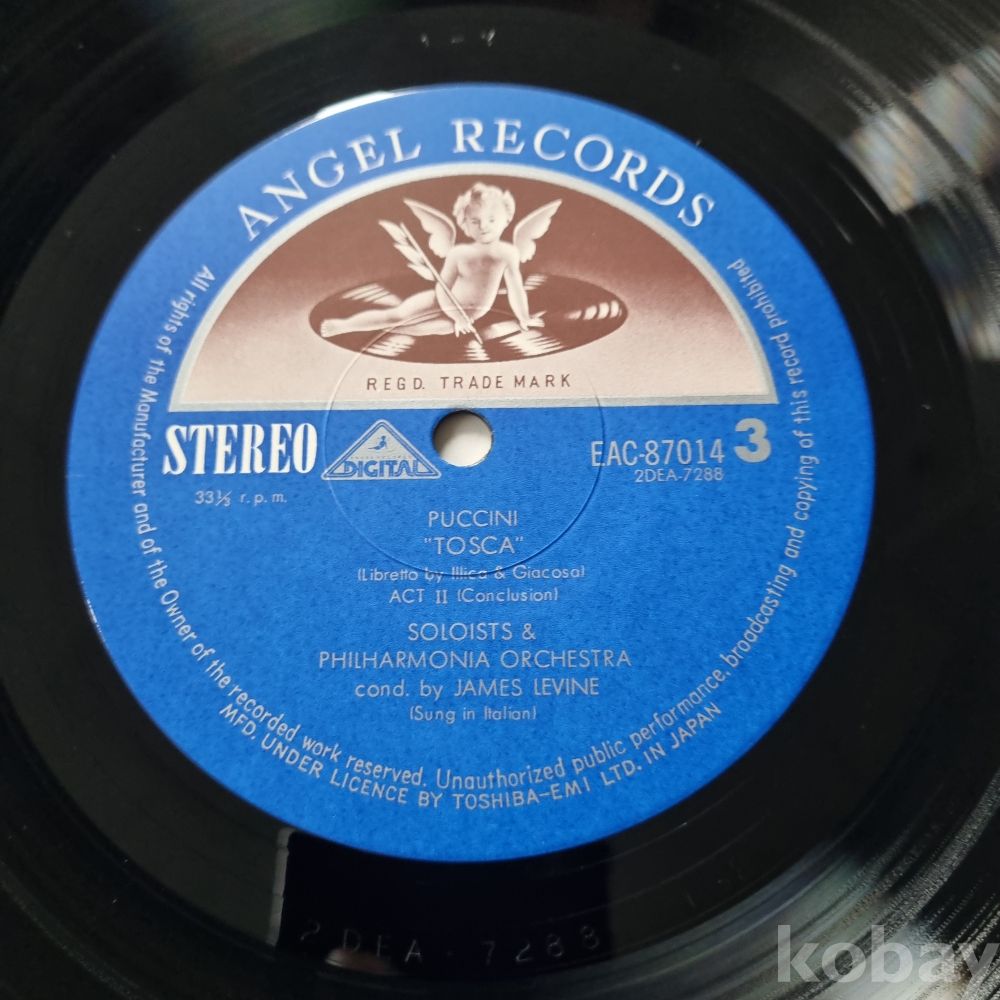 ANGEL RECORDS
REGD. TRADE MARK
STEREO
DIGITAL
EAC-87014 3
2DEA-7288
33⅓ r.p.m.
PUCCINI
"TOSCA"
(Libretto by Illica & Giacosa)
ACT II (Conclusion)
SOLOISTS &
PHILHARMONIA ORCHESTRA
cond. by JAMES LEVINE
(Sung in Italian)
All rights of the Manufacturer and of the Owner of the recorded work reserved. Unauthorized public performance, broadcasting and copying of this record prohibited
MFD. UNDER LICENCE BY TOSHIBA-EMI LTD. IN JAPAN
2DEA-7288
kobay